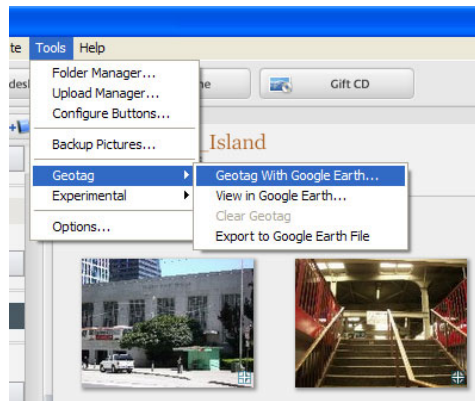 te Tools Help
Folder Manager...
Upload Manager...
Configure Buttons...
Backup Pictures...
Geotag
Experimental
Options...
Geotag With Google Earth...
View in Google Earth...
Clear Geotag
Export to Google Earth File
Gift CD
_Island